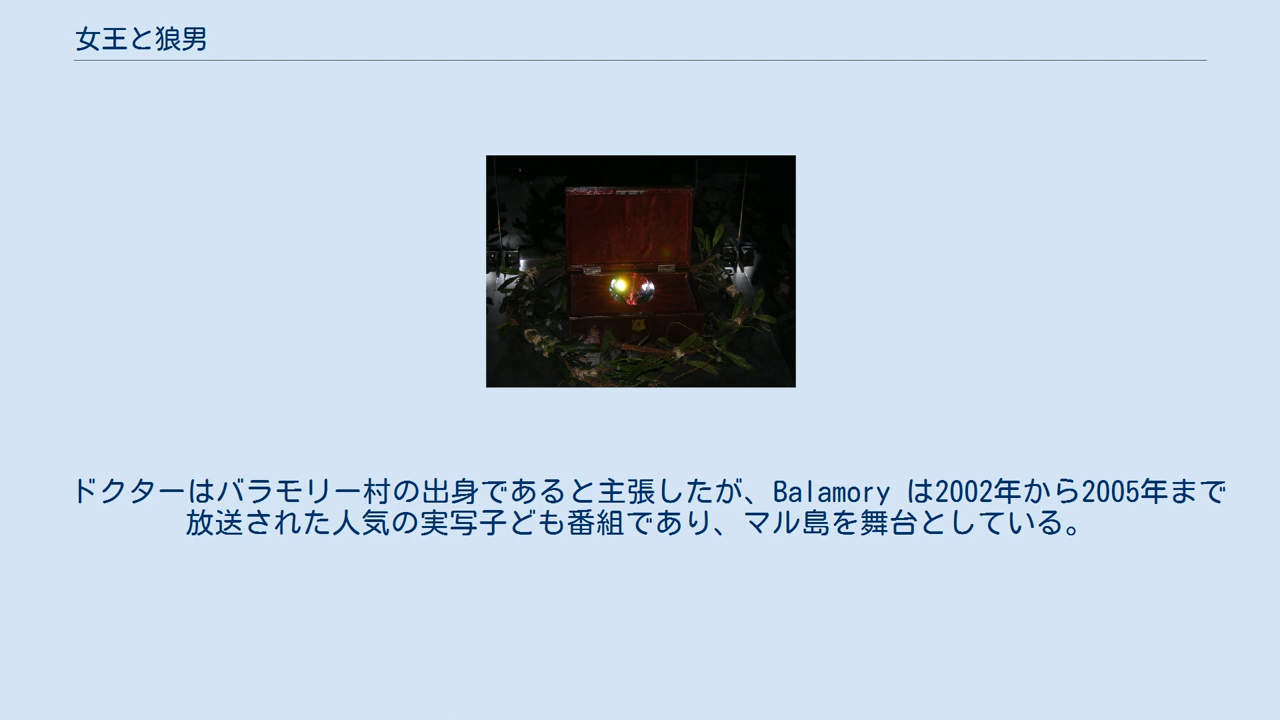 女王と狼男
ドクターはバラモリー村の出身であると主張したが、Balamory は2002年から2005年まで
放送された人気の実写子ども番組であり、マル島を舞台としている。